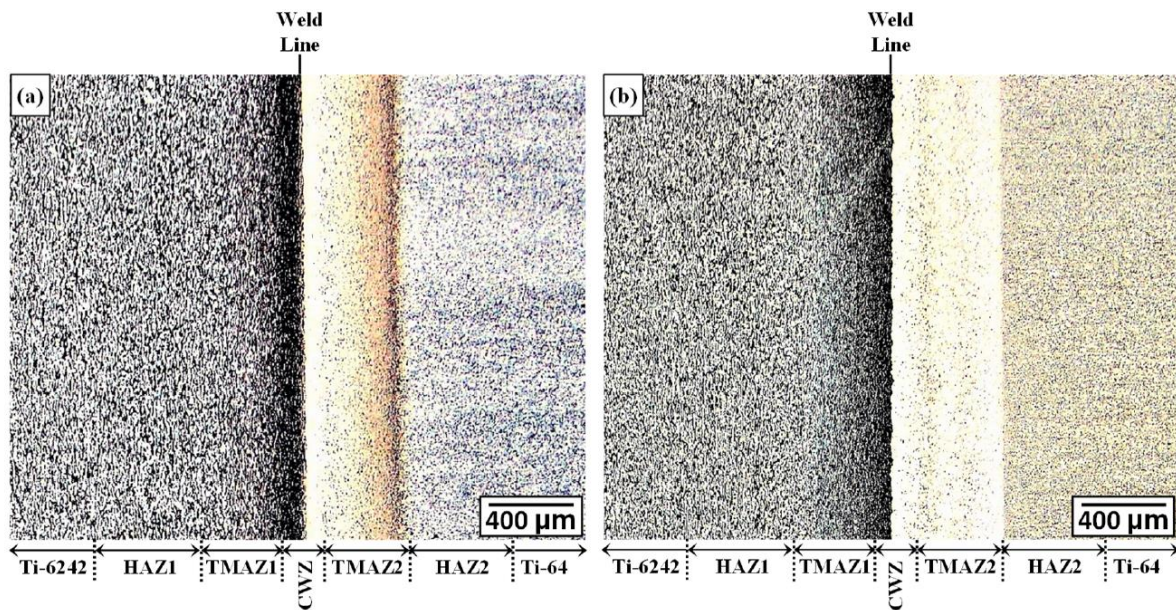 Weld
Line
Weld
Line
(a)
(b)
400 µm
400 µm
Ti-6242 HAZ1 TMAZ1 CWZ TMAZ2 HAZ2 Ti-64
Ti-6242 HAZ1 TMAZ1 CWZ TMAZ2 HAZ2 Ti-64